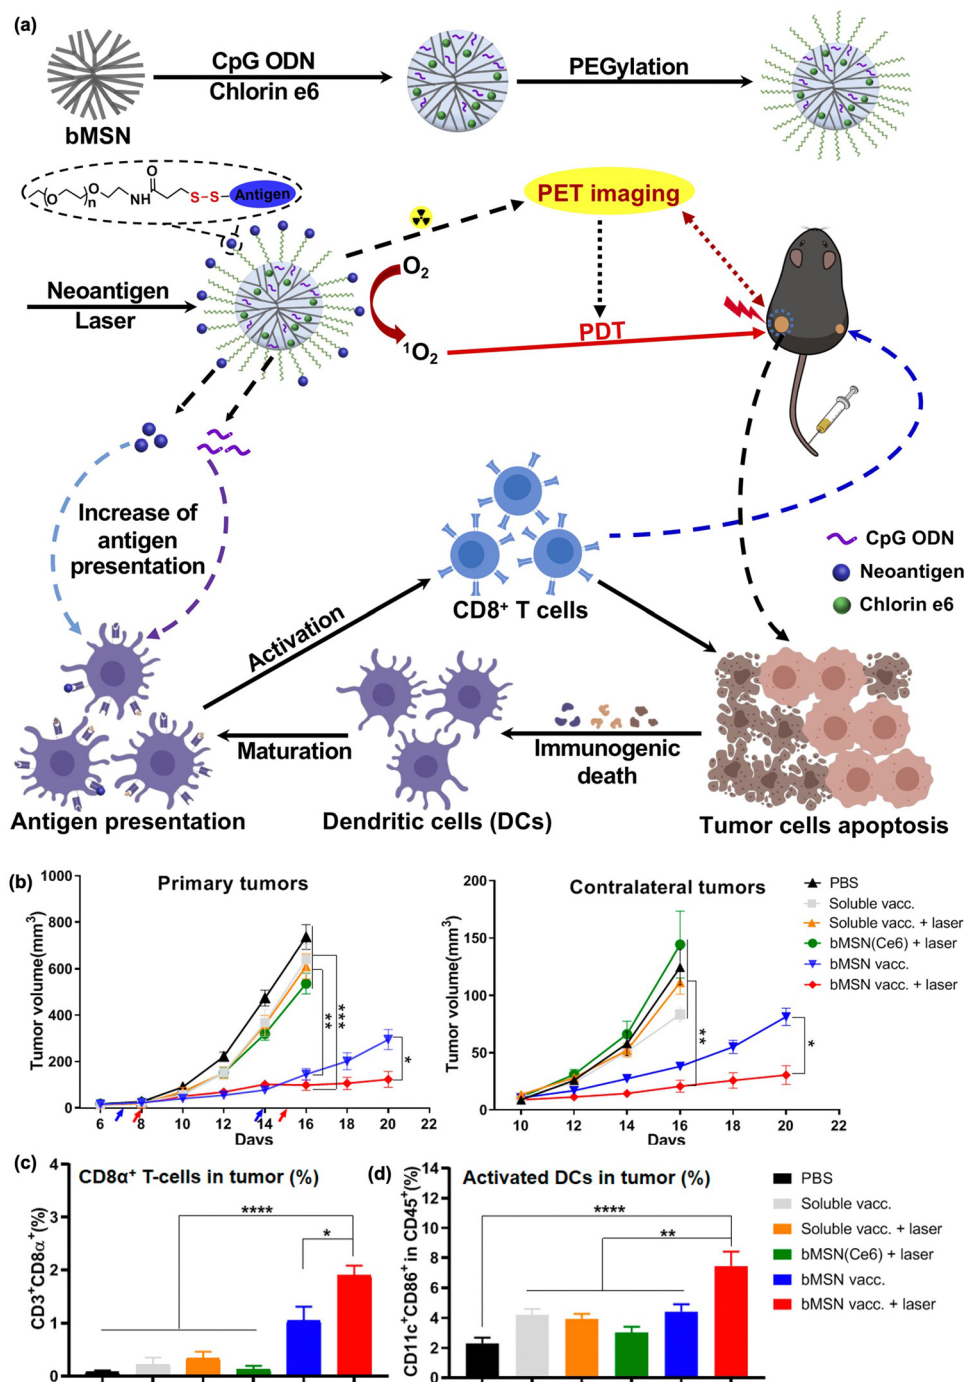 (a)
CpG ODN
Chlorin e6
PEGylation
bMSN
O
O
n
O
NH
O
S-S
Antigen
PET imaging
O₂
Neoantigen
Laser
PDT
¹O₂
Increase of
antigen
presentation
CpG ODN
Neoantigen
Chlorin e6
CD8⁺ T cells
Activation
Maturation
Immunogenic
death
Antigen presentation
Dendritic cells (DCs)
Tumor cells apoptosis
(b)
Primary tumors
Tumor volume(mm³)
1000
800
600
400
200
0
6 8 10 12 14 16 18 20 22
Days
**
***
*
Contralateral tumors
Tumor volume(mm³)
200
150
100
50
0
10 12 14 16 18 20 22
Days
**
*
PBS
Soluble vacc.
Soluble vacc. + laser
bMSN(Ce6) + laser
bMSN vacc.
bMSN vacc. + laser
(c)
CD8α⁺ T-cells in tumor (%)
CD3⁺CD8α⁺(%)
4
3
2
1
0
****
*
(d)
Activated DCs in tumor (%)
CD11c⁺CD86⁺ in CD45⁺(%)
14
12
10
8
6
4
2
0
****
**
PBS
Soluble vacc.
Soluble vacc. + laser
bMSN(Ce6) + laser
bMSN vacc.
bMSN vacc. + laser